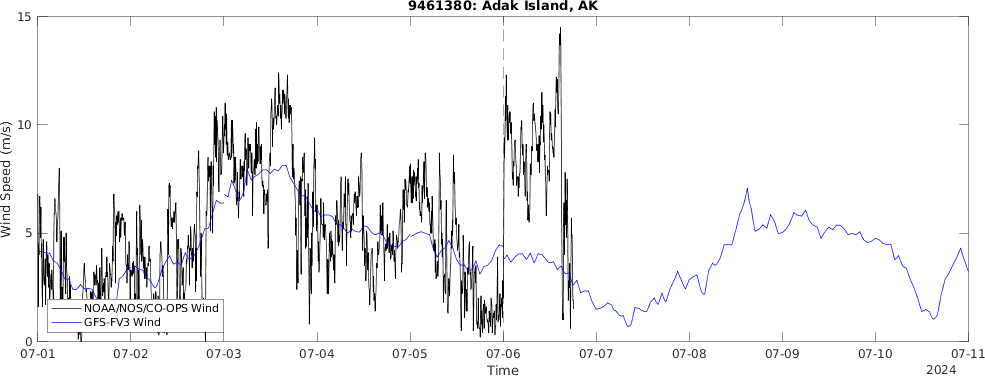 9461380: Adak Island, AK
Wind Speed (m/s)
15
10
5
0
NOAA/NOS/CO-OPS Wind
GFS-FV3 Wind
07-01 07-02 07-03 07-04 07-05 07-06 07-07 07-08 07-09 07-10 07-11
Time
2024